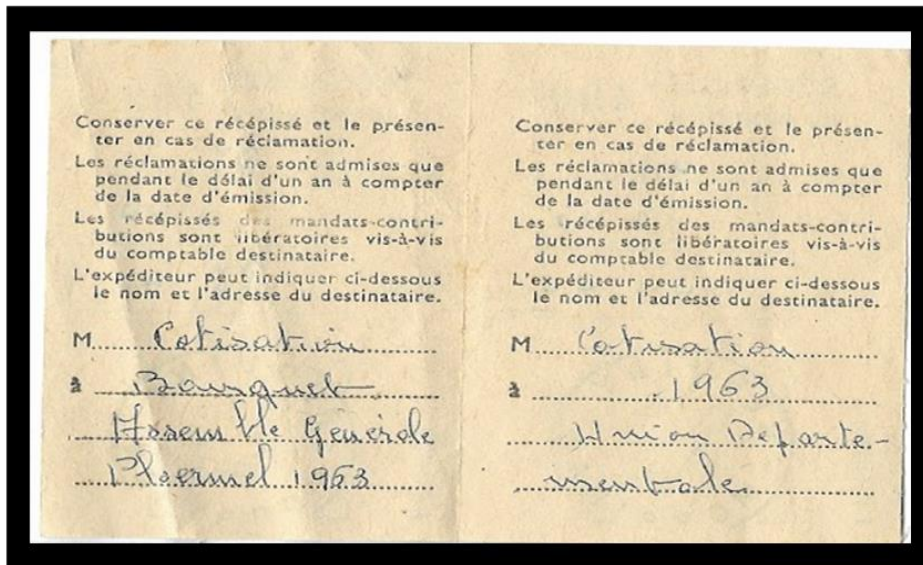 Conserver ce récépissé et le présen-
ter en cas de réclamation.
Les réclamations ne sont admises que
pendant le délai d'un an à compter
de la date d'émission.
Les récépissés des mandats-contri-
butions sont libératoires vis-à-vis
du comptable destinataire.
L'expéditeur peut indiquer ci-dessous
le nom et l'adresse du destinataire.
M Cotisation
à Banquet
Assemblée Générale
Ploermel 1963
Conserver ce récépissé et le présen-
ter en cas de réclamation.
Les réclamations ne sont admises que
pendant le délai d'un an à compter
de la date d'émission.
Les récépissés des mandats-contri-
butions sont libératoires vis-à-vis
du comptable destinataire.
L'expéditeur peut indiquer ci-dessous
le nom et l'adresse du destinataire.
M Cotisation
à 1963
Union Départe-
mentale